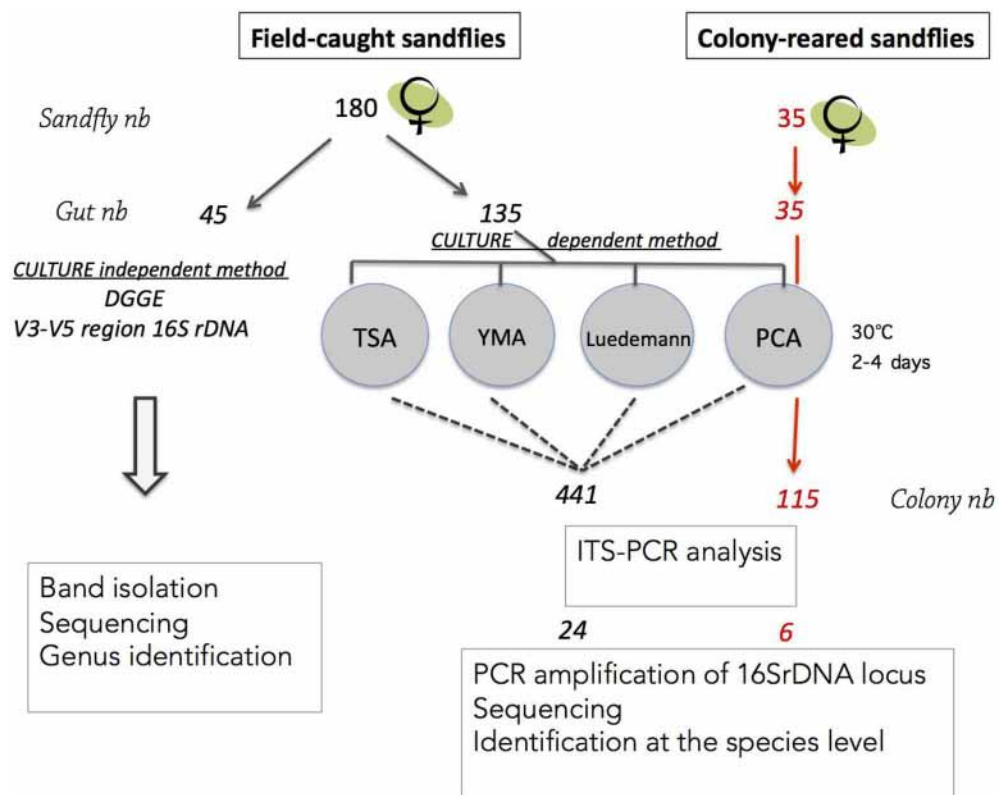 Field-caught sandflies
Colony-reared sandflies
Sandfly nb
180
35
Gut nb
45
135
35
CULTURE dependent method
CULTURE independent method
DGGE
V3-V5 region 16S rDNA
TSA
YMA
Luedemann
PCA
30°C
2-4 days
441
115
Colony nb
ITS-PCR analysis
Band isolation
Sequencing
Genus identification
24
6
PCR amplification of 16SrDNA locus
Sequencing
Identification at the species level